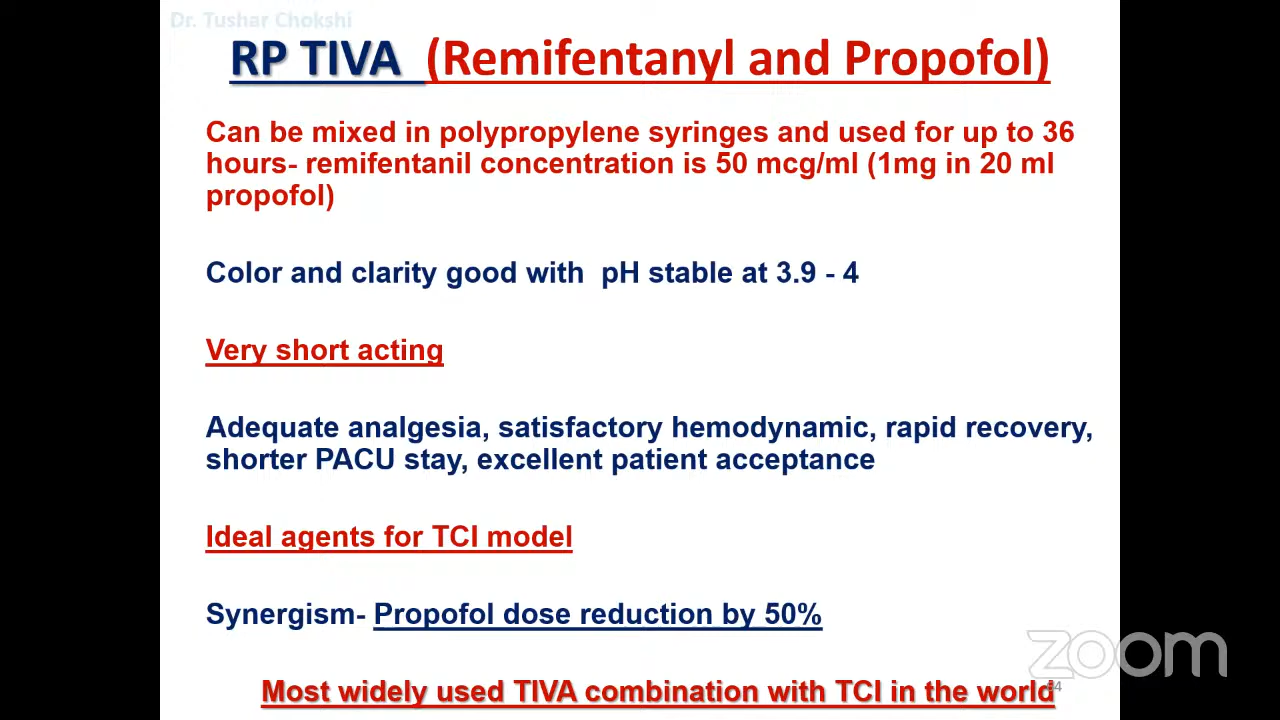 Dr. Tushar Chokshi
RP TIVA (Remifentanyl and Propofol)
Can be mixed in polypropylene syringes and used for up to 36
hours- remifentanil concentration is 50 mcg/ml (1mg in 20 ml
propofol)
Color and clarity good with pH stable at 3.9 - 4
Very short acting
Adequate analgesia, satisfactory hemodynamic, rapid recovery,
shorter PACU stay, excellent patient acceptance
Ideal agents for TCI model
Synergism- Propofol dose reduction by 50%
zoom
Most widely used TIVA combination with TCI in the world